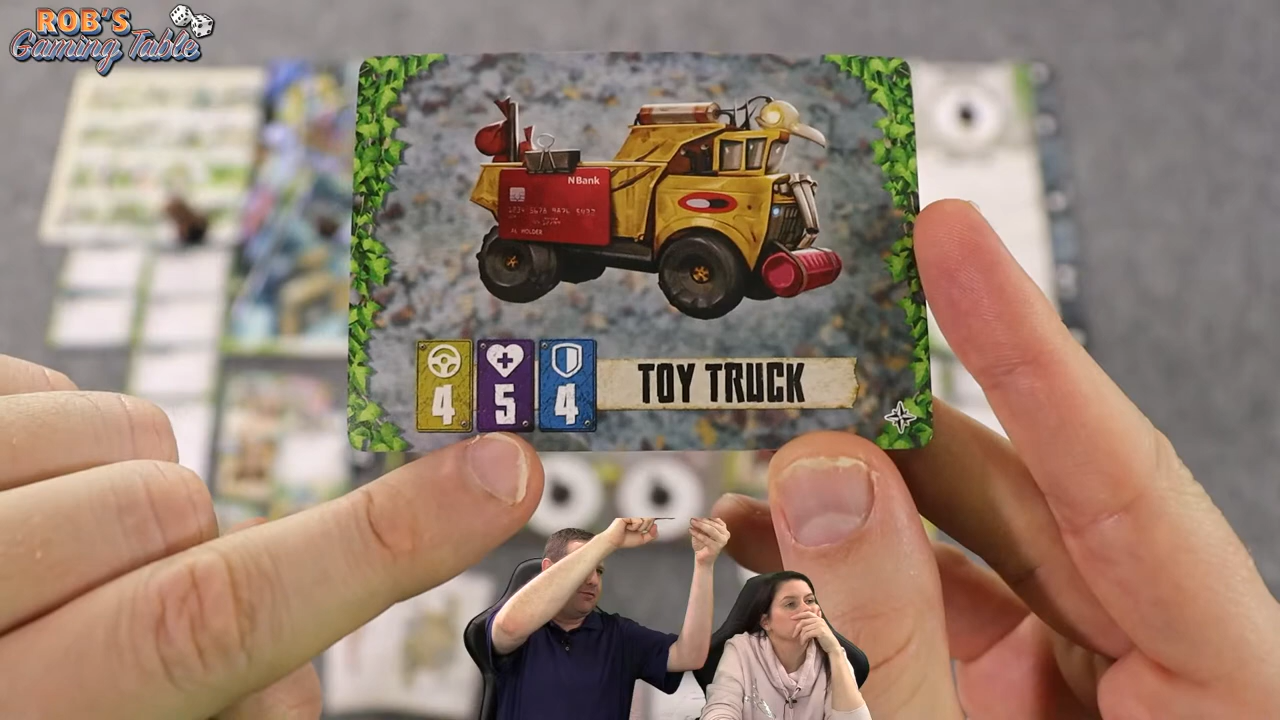 ROB'S
Gaming Table
NBank
AL HOLDER
4 5 4 TOY TRUCK